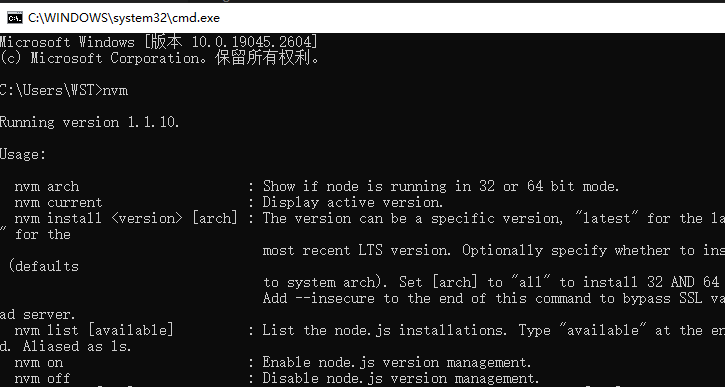 C:\WINDOWS\system32\cmd.exe
Microsoft Windows [版本 10.0.19045.2604]
(c) Microsoft Corporation。保留所有权利。
C:\Users\WST>nvm
Running version 1.1.10.
Usage:
nvm arch : Show if node is running in 32 or 64 bit mode.
nvm current : Display active version.
nvm install <version> [arch] : The version can be a specific version, "latest" for the la
" for the
most recent LTS version. Optionally specify whether to ins
(defaults
to system arch). Set [arch] to "all" to install 32 AND 64
Add --insecure to the end of this command to bypass SSL va
ad server.
nvm list [available] : List the node.js installations. Type "available" at the en
d. Aliased as ls.
nvm on : Enable node.js version management.
nvm off : Disable node.js version management.